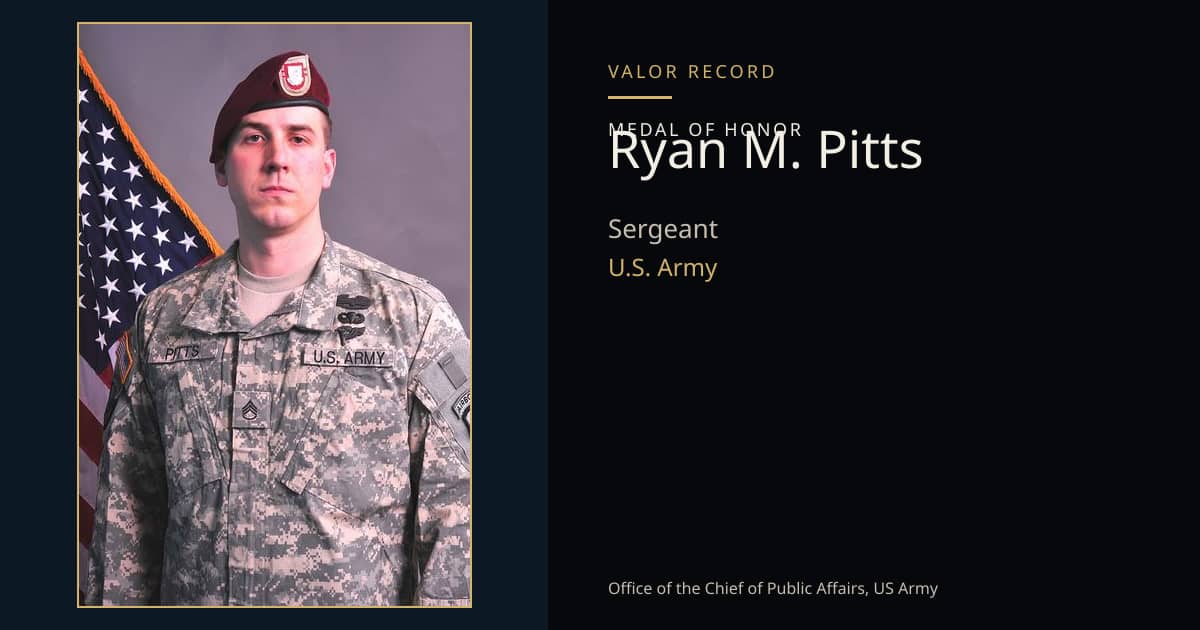 VALOR RECORD
MEDAL OF HONOR
Ryan M. Pitts
Sergeant
U.S. Army
PITTS
U.S. ARMY
AIRBO
Office of the Chief of Public Affairs, US Army